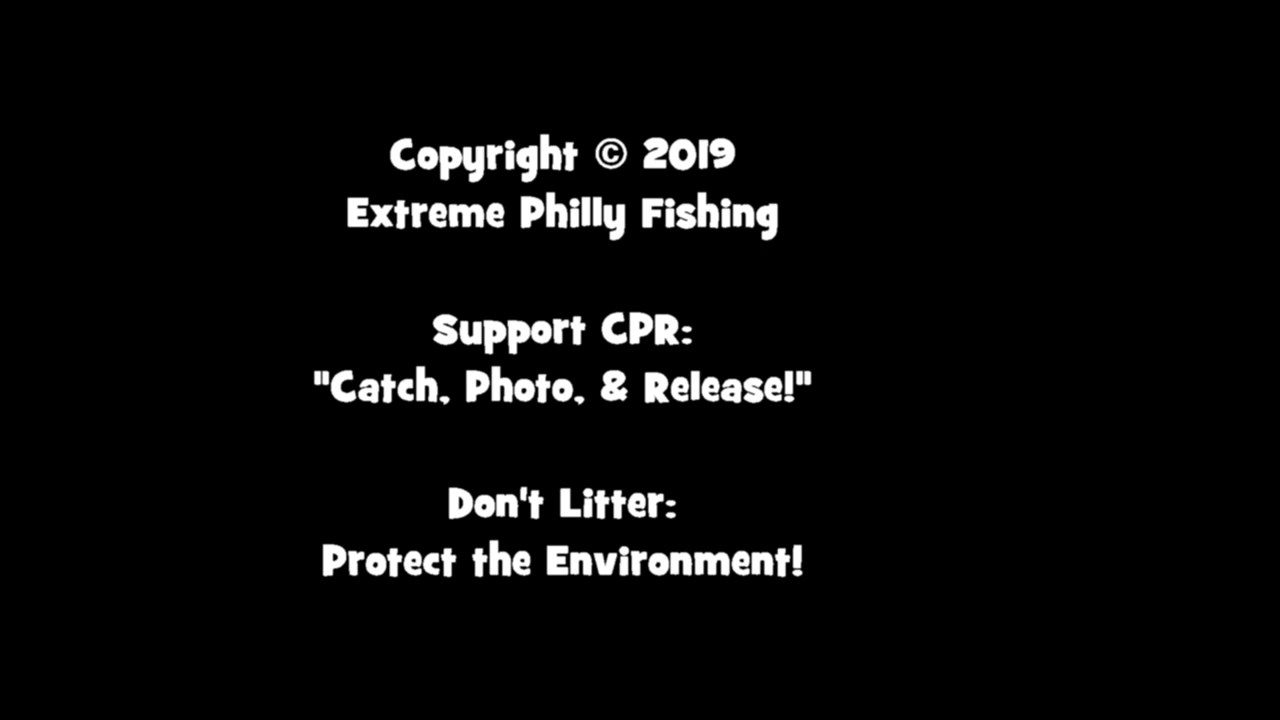 Copyright © 2019
Extreme Philly Fishing
Support CPR:
"Catch, Photo, & Release!"
Don't Litter:
Protect the Environment!